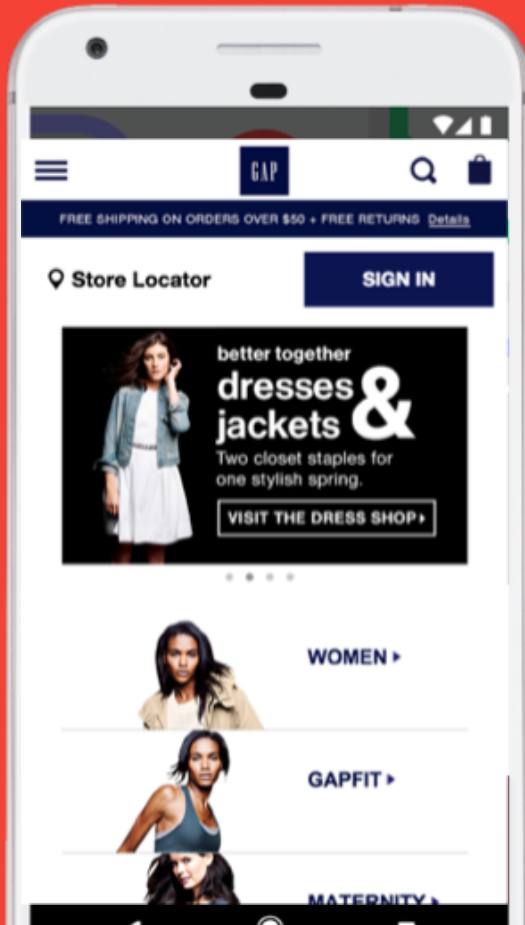 GAP
FREE SHIPPING ON ORDERS OVER $50 + FREE RETURNS Details
Store Locator
SIGN IN
better together
dresses &
jackets
Two closet staples for
one stylish spring.
VISIT THE DRESS SHOP
WOMEN
GAPFIT
MATERNITY